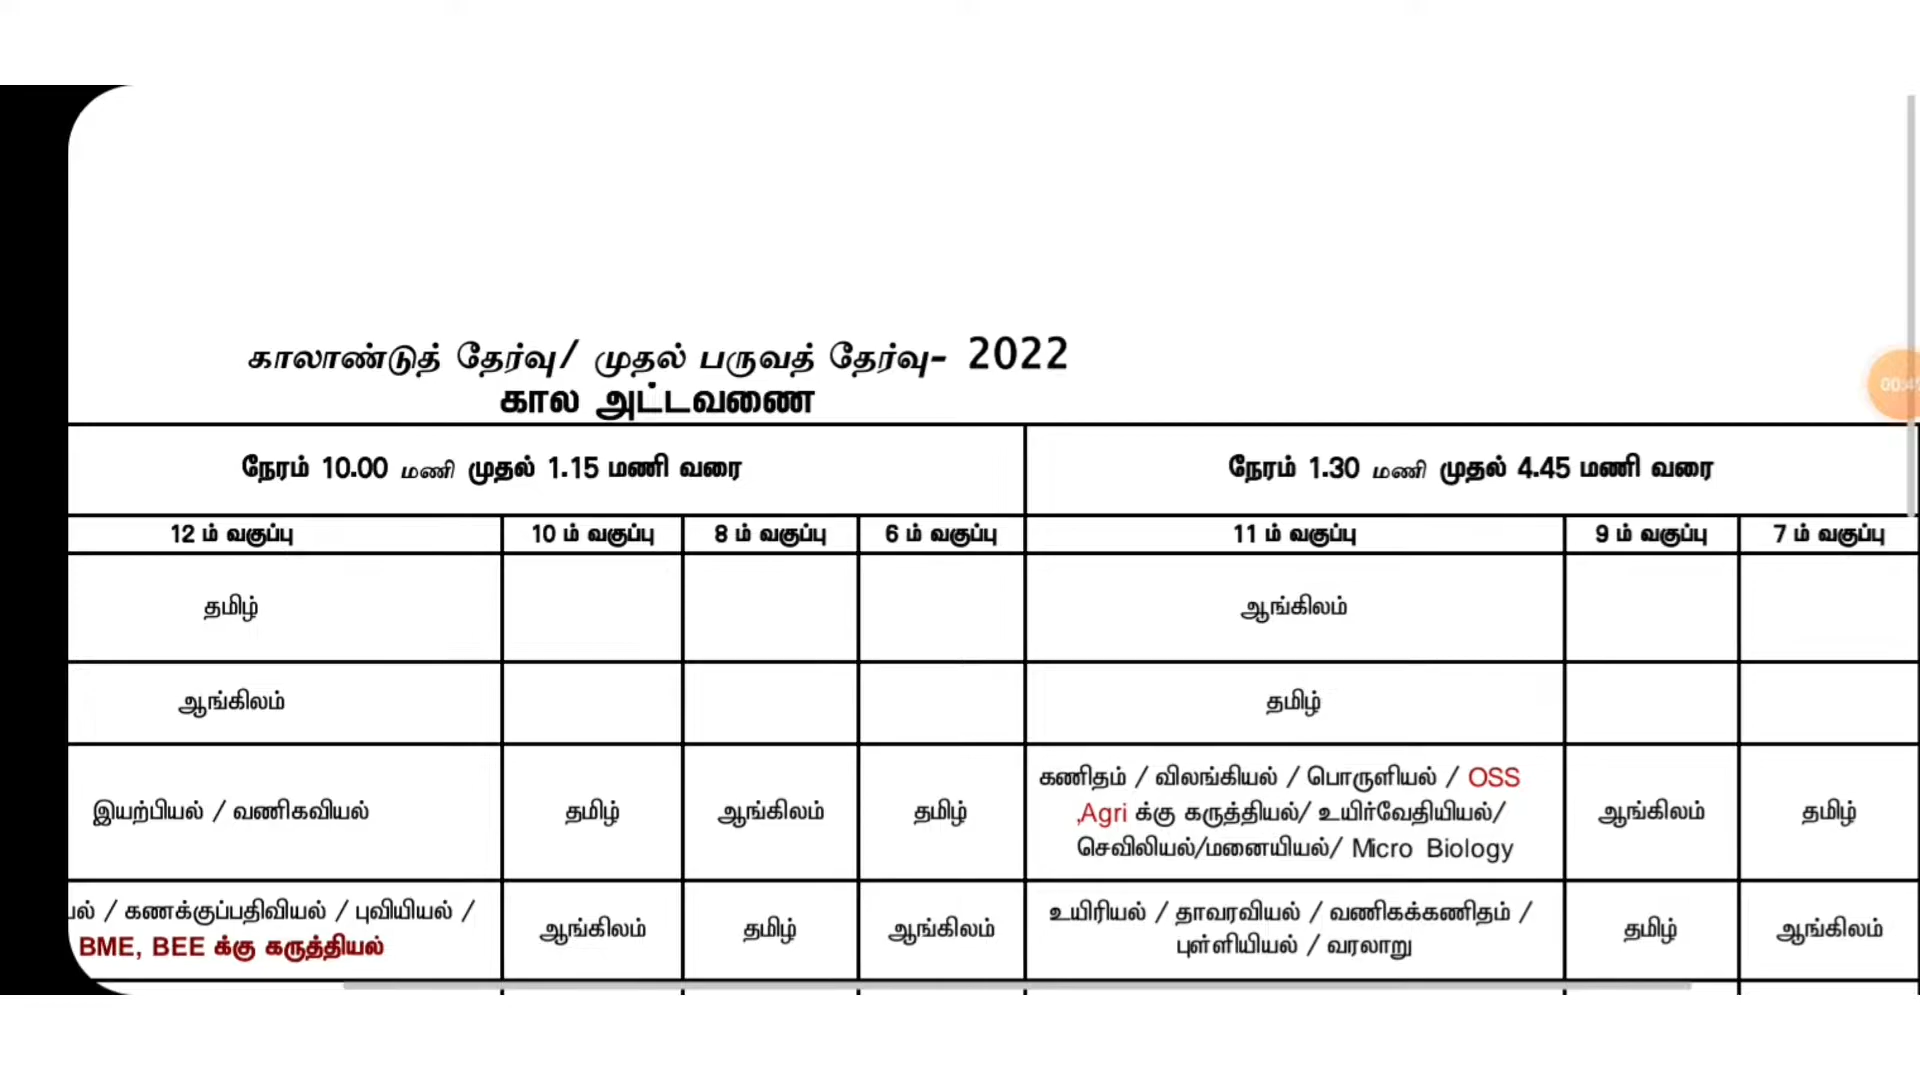 காலாண்டுத் தேர்வு/ முதல் பருவத் தேர்வு- 2022
கால அட்டவணை
நேரம் 10.00 மணி முதல் 1.15 மணி வரை
நேரம் 1.30 மணி முதல் 4.45 மணி வரை
12 ம் வகுப்பு
10 ம் வகுப்பு
8 ம் வகுப்பு
6 ம் வகுப்பு
11 ம் வகுப்பு
9 ம் வகுப்பு
7 ம் வகுப்பு
தமிழ்
ஆங்கிலம்
ஆங்கிலம்
தமிழ்
இயற்பியல் / வணிகவியல்
தமிழ்
ஆங்கிலம்
தமிழ்
கணிதம் / விலங்கியல் / பொருளியல் / OSS
,Agri க்கு கருத்தியல்/ உயிர்வேதியியல்/
செவிலியல்/மனையியல்/ Micro Biology
ஆங்கிலம்
தமிழ்
/ கணக்குப்பதிவியல் / புவியியல் /
BME, BEE க்கு கருத்தியல்
ஆங்கிலம்
தமிழ்
ஆங்கிலம்
உயிரியல் / தாவரவியல் / வணிகக்கணிதம் /
புள்ளியியல் / வரலாறு
தமிழ்
ஆங்கிலம்